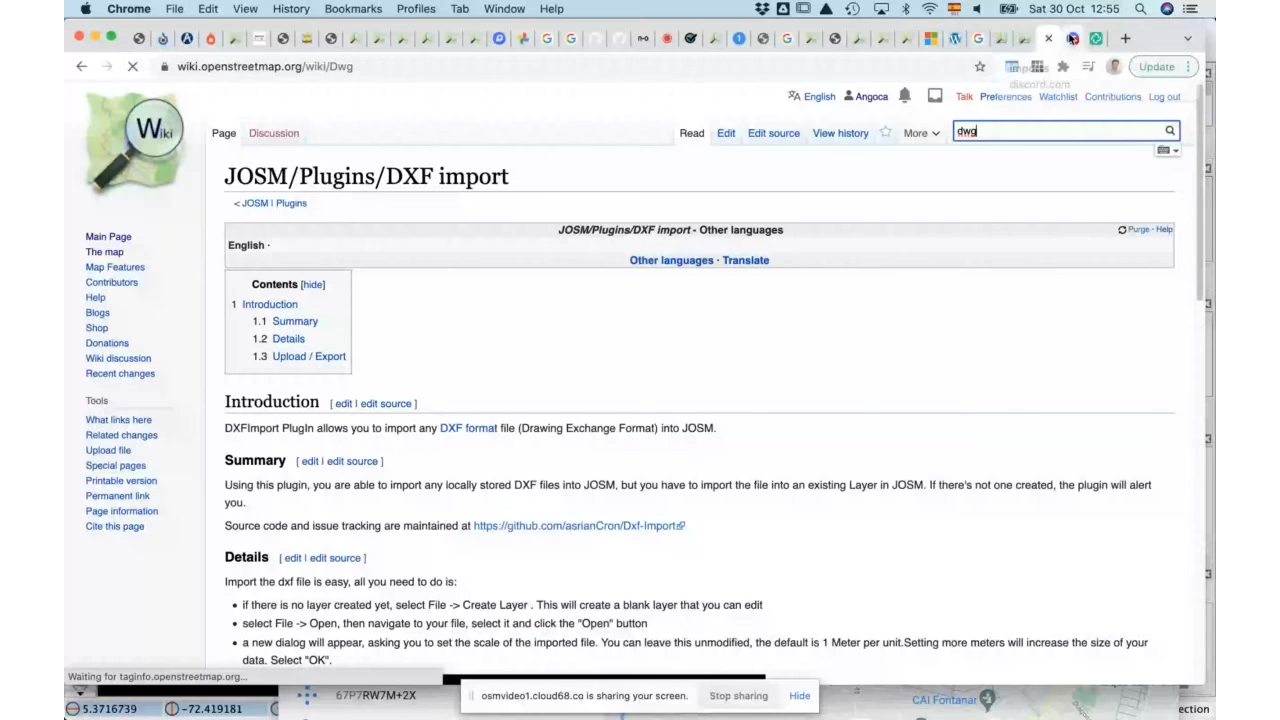 Chrome File Edit View History Bookmarks Profiles Tab Window Help Sat 30 Oct 12:55
wiki.openstreetmap.org/wiki/Dwg Update
discord.com
English Angoca Talk Preferences Watchlist Contributions Log out
Wiki
Page Discussion Read Edit Edit source View history More dwg
JOSM/Plugins/DXF import
< JOSM | Plugins
JOSM/Plugins/DXF import - Other languages Purge · Help
English ·
Other languages · Translate
Main Page
The map
Map Features
Contributors
Help
Blogs
Shop
Donations
Wiki discussion
Recent changes
Tools
What links here
Related changes
Upload file
Special pages
Printable version
Permanent link
Page information
Cite this page
Contents [hide]
1 Introduction
1.1 Summary
1.2 Details
1.3 Upload / Export
Introduction [ edit | edit source ]
DXFImport PlugIn allows you to import any DXF format file (Drawing Exchange Format) into JOSM.
Summary [ edit | edit source ]
Using this plugin, you are able to import any locally stored DXF files into JOSM, but you have to import the file into an existing Layer in JOSM. If there's not one created, the plugin will alert
you.
Source code and issue tracking are maintained at https://github.com/asrianCron/Dxf-Import
Details [ edit | edit source ]
Import the dxf file is easy, all you need to do is:
• if there is no layer created yet, select File -> Create Layer . This will create a blank layer that you can edit
• select File -> Open, then navigate to your file, select it and click the "Open" button
• a new dialog will appear, asking you to set the scale of the imported file. You can leave this unmodified, the default is 1 Meter per unit.Setting more meters will increase the size of your
data. Select "OK".
Waiting for taginfo.openstreetmap.org...
67P7RW7M+2X
osmvideo1.cloud68.co is sharing your screen. Stop sharing Hide
CAI Fontanar
5.3716739 -72.419181 ection